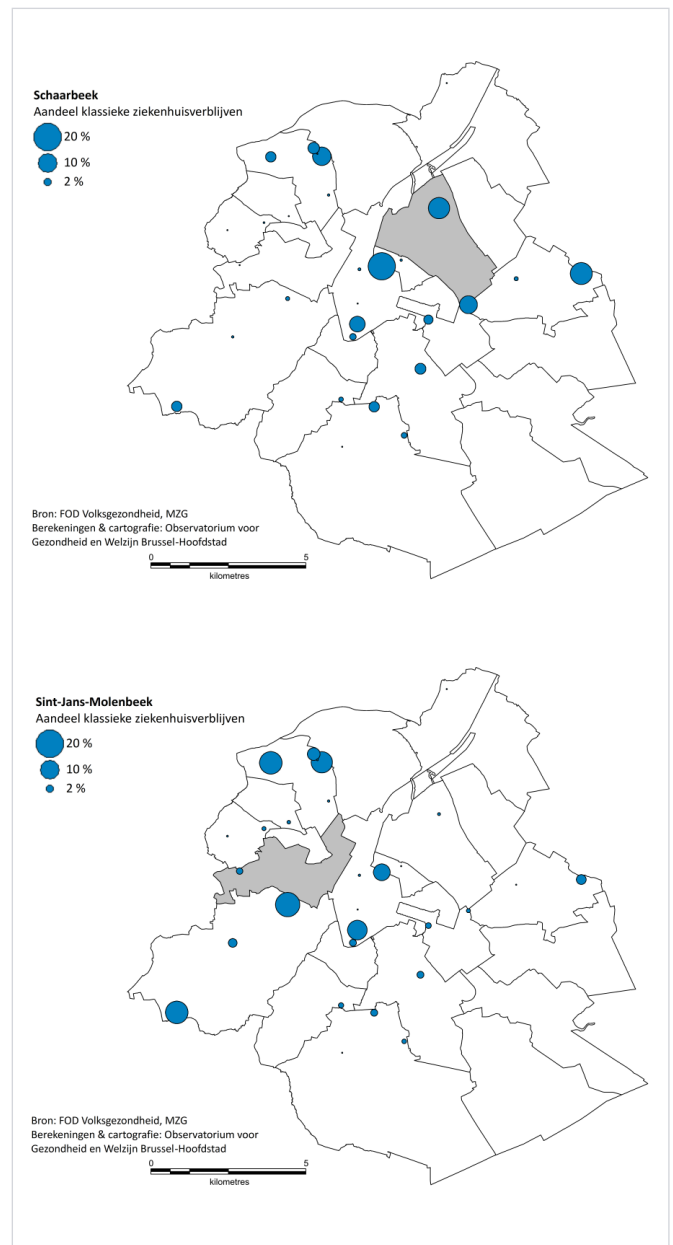 Schaarbeek
Aandeel klassieke ziekenhuisverblijven
20 %
10 %
2 %
Bron: FOD Volksgezondheid, MZG
Berekeningen & cartografie: Observatorium voor
Gezondheid en Welzijn Brussel-Hoofdstad
0 5
kilometres
Sint-Jans-Molenbeek
Aandeel klassieke ziekenhuisverblijven
20 %
10 %
2 %
Bron: FOD Volksgezondheid, MZG
Berekeningen & cartografie: Observatorium voor
Gezondheid en Welzijn Brussel-Hoofdstad
0 5
kilometres